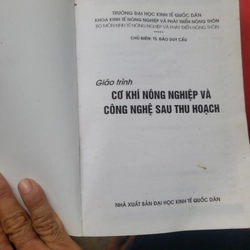 TRƯỜNG ĐẠI HỌC KINH TẾ QUỐC DÂN
KHOA KINH TẾ NÔNG NGHIỆP VÀ PHÁT TRIỂN NÔNG THÔN
BỘ MÔN KINH TẾ NÔNG NGHIỆP VÀ PHÁT TRIỂN NÔNG THÔN
CHỦ BIÊN: TS. ĐÀO DUY CẦU
Giáo trình
CƠ KHÍ NÔNG NGHIỆP VÀ
CÔNG NGHỆ SAU THU HOẠCH
NHÀ XUẤT BẢN ĐẠI HỌC KINH TẾ QUỐC DÂN